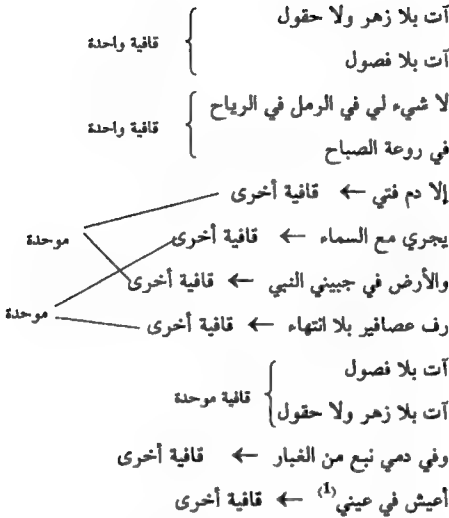 آت بلا زهر ولا حقول
قافية واحدة
آت بلا فصول
لا شيء لي في الرمل في الرياح
قافية واحدة
في روعة الصباح
إلا دم فتي ← قافية أخرى
يجري مع السماء ← قافية أخرى
موحدة
والأرض في جبيني النبي ← قافية أخرى
رف عصافير بلا انتهاء ← قافية أخرى
موحدة
آت بلا فصول
قافية موحدة
آت بلا زهر ولا حقول
وفي دمي نبع من الغبار ← قافية أخرى
أعيش في عيني (1) ← قافية أخرى